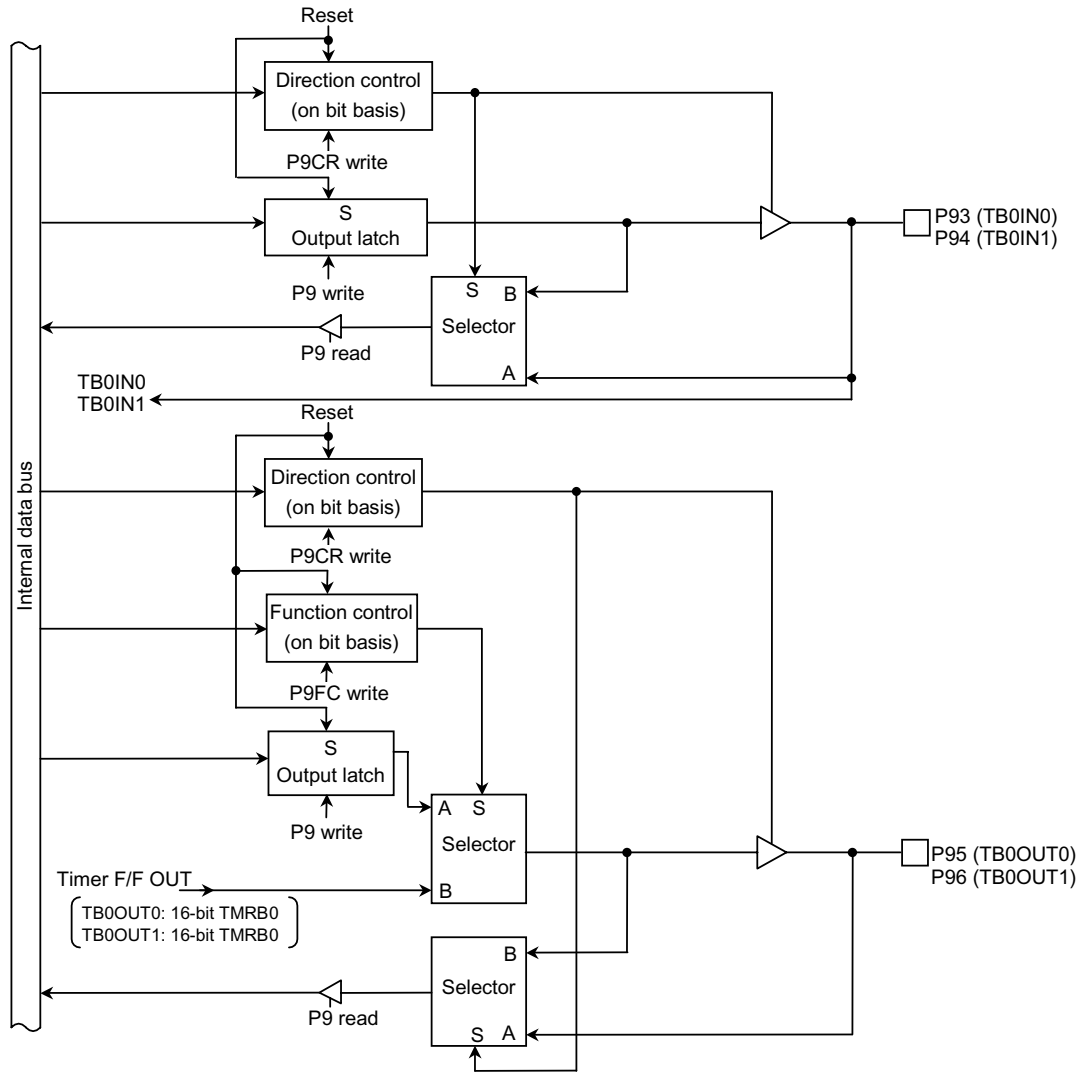 Reset
Direction control
(on bit basis)
P9CR write
S
Output latch
P9 write
P93 (TB0IN0)
P94 (TB0IN1)
S B
Selector
A
P9 read
TB0IN0
TB0IN1
Reset
Internal data bus
Direction control
(on bit basis)
P9CR write
Function control
(on bit basis)
P9FC write
S
Output latch
P9 write
A S
Selector
B
Timer F/F OUT
TB0OUT0: 16-bit TMRB0
TB0OUT1: 16-bit TMRB0
P95 (TB0OUT0)
P96 (TB0OUT1)
B
Selector
S A
P9 read